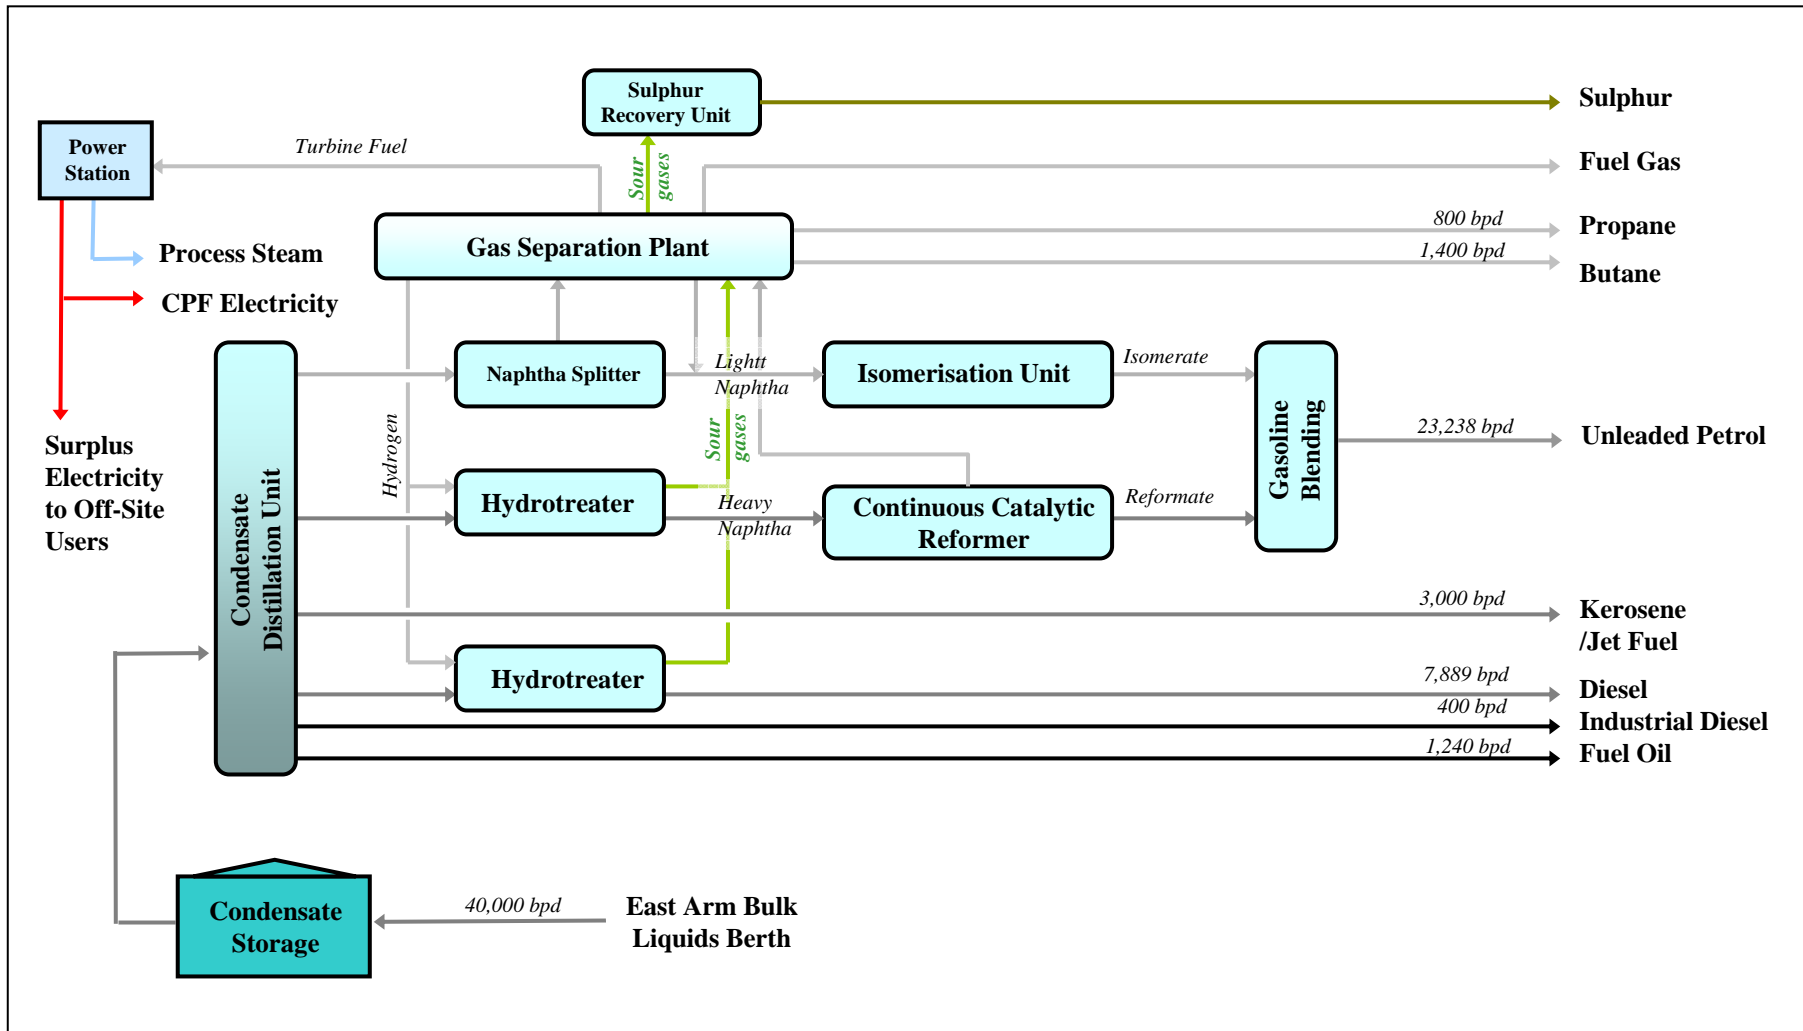 Sulphur
Recovery Unit
Sulphur
Power
Station
Turbine Fuel
Sour
gases
Fuel Gas
800 bpd
Propane
Gas Separation Plant
1,400 bpd
Butane
Process Steam
CPF Electricity
Naphtha Splitter
Lightt
Naphtha
Isomerisation Unit
Isomerate
Surplus
Electricity
to Off-Site
Users
Condensate
Distillation Unit
Hydrogen
Sour
gases
Gasoline
Blending
23,238 bpd
Unleaded Petrol
Hydrotreater
Heavy
Naphtha
Continuous Catalytic
Reformer
Reformate
3,000 bpd
Kerosene
/Jet Fuel
Hydrotreater
7,889 bpd
Diesel
400 bpd
Industrial Diesel
1,240 bpd
Fuel Oil
Condensate
Storage
40,000 bpd
East Arm Bulk
Liquids Berth